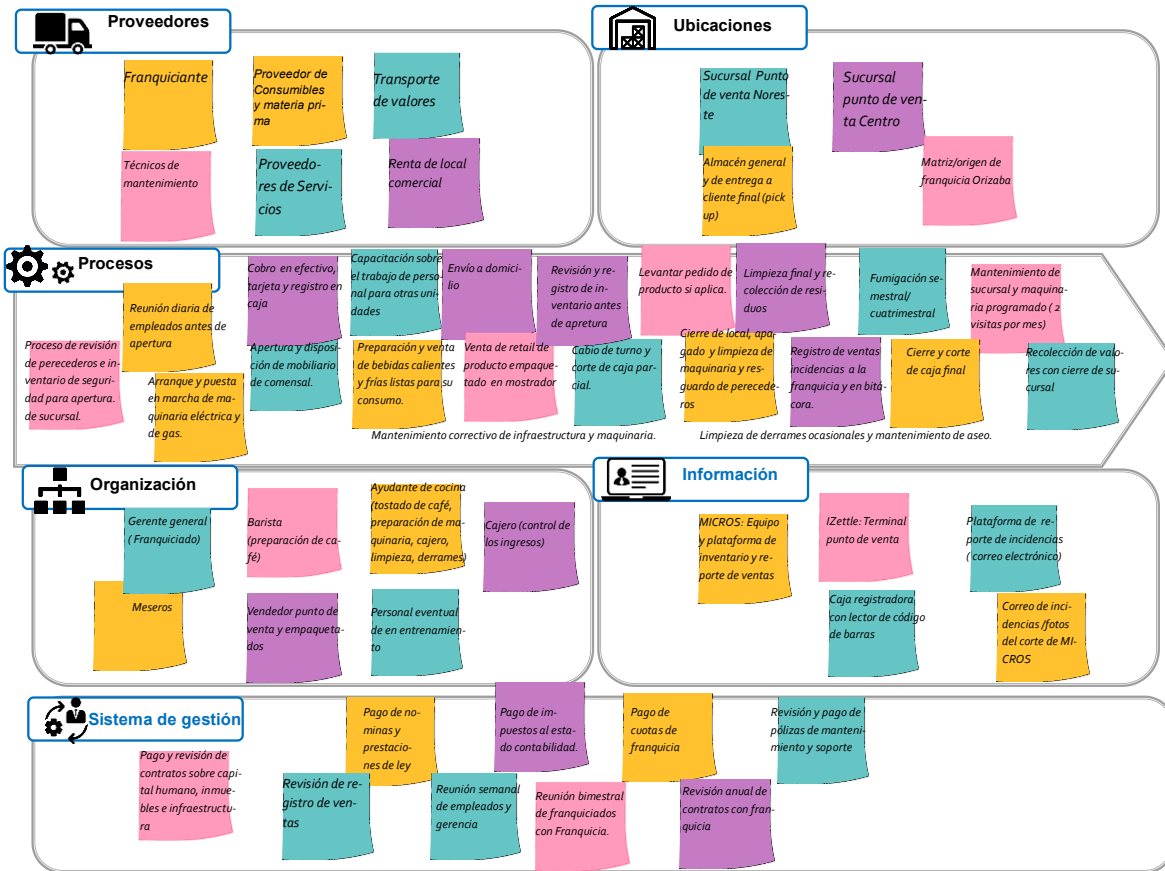 Proveedores
Franquiciante
Proveedor de
Consumibles
y materia pri-
ma
Transporte
de valores
Técnicos de
mantenimiento
Proveedo-
res de Servi-
cios
Renta de local
comercial
Ubicaciones
Sucursal Punto
de venta Nores-
te
Sucursal
punto de ven-
ta Centro
Almacén general
y de entrega a
cliente final (pick
up)
Matriz/origen de
franquicia Orizaba
Procesos
Proceso de revisión
de perecederos e in-
ventario de seguri-
dad para apertura.
de sucursal.
Reunión diaria de
empleados antes de
apertura
Arranque y puesta
en marcha de ma-
quinaria eléctrica y
de gas.
Cobro en efectivo,
tarjeta y registro en
caja
Apertura y disposi-
ción de mobiliario
de comensal.
Capacitación sobre
el trabajo de perso-
nal para otras uni-
dades
Preparación y venta
de bebidas calientes
y frías listas para su
consumo.
Envío a domici-
lio
Venta de retail de
producto empaque-
tado en mostrador
Revisión y re-
gistro de in-
ventario antes
de apretura
Cabio de turno y
corte de caja par-
cial.
Levantar pedido de
producto si aplica.
Cierre de local, apa-
gado y limpieza de
maquinaria y res-
guardo de perecede-
ros
Limpieza final y re-
colección de resi-
duos
Registro de ventas
incidencias a la
franquicia y en bitá-
cora.
Fumigación se-
mestral/
cuatrimestral
Cierre y corte
de caja final
Mantenimiento de
sucursal y maquina-
ria programado ( 2
visitas por mes)
Recolección de valo-
res con cierre de su-
cursal
Mantenimiento correctivo de infraestructura y maquinaria.
Limpieza de derrames ocasionales y mantenimiento de aseo.
Organización
Gerente general
( Franquiciado)
Barista
(preparación de ca-
fé)
Ayudante de cocina
(tostado de café,
preparación de ma-
quinaria, cajero,
limpieza, derrames)
Cajero (control de
los ingresos)
Meseros
Vendedor punto de
venta y empaqueta-
dos
Personal eventual
de en entrenamien-
to
Información
MICROS: Equipo
y plataforma de
inventario y re-
porte de ventas
IZettle: Terminal
punto de venta
Plataforma de re-
porte de incidencias
( correo electrónico)
Caja registradora
con lector de código
de barras
Correo de inci-
dencias /fotos
del corte de MI-
CROS
Sistema de gestión
Pago y revisión de
contratos sobre capi-
tal humano, inmue-
bles e infraestructu-
ra
Pago de no-
minas y
prestacio-
nes de ley
Revisión de re-
gistro de ven-
tas
Pago de im-
puestos al esta-
do contabilidad.
Reunión semanal
de empleados y
gerencia
Pago de
cuotas de
franquicia
Reunión bimestral
de franquiciados
con Franquicia.
Revisión y pago de
pólizas de manteni-
miento y soporte
Revisión anual de
contratos con fran-
quicia